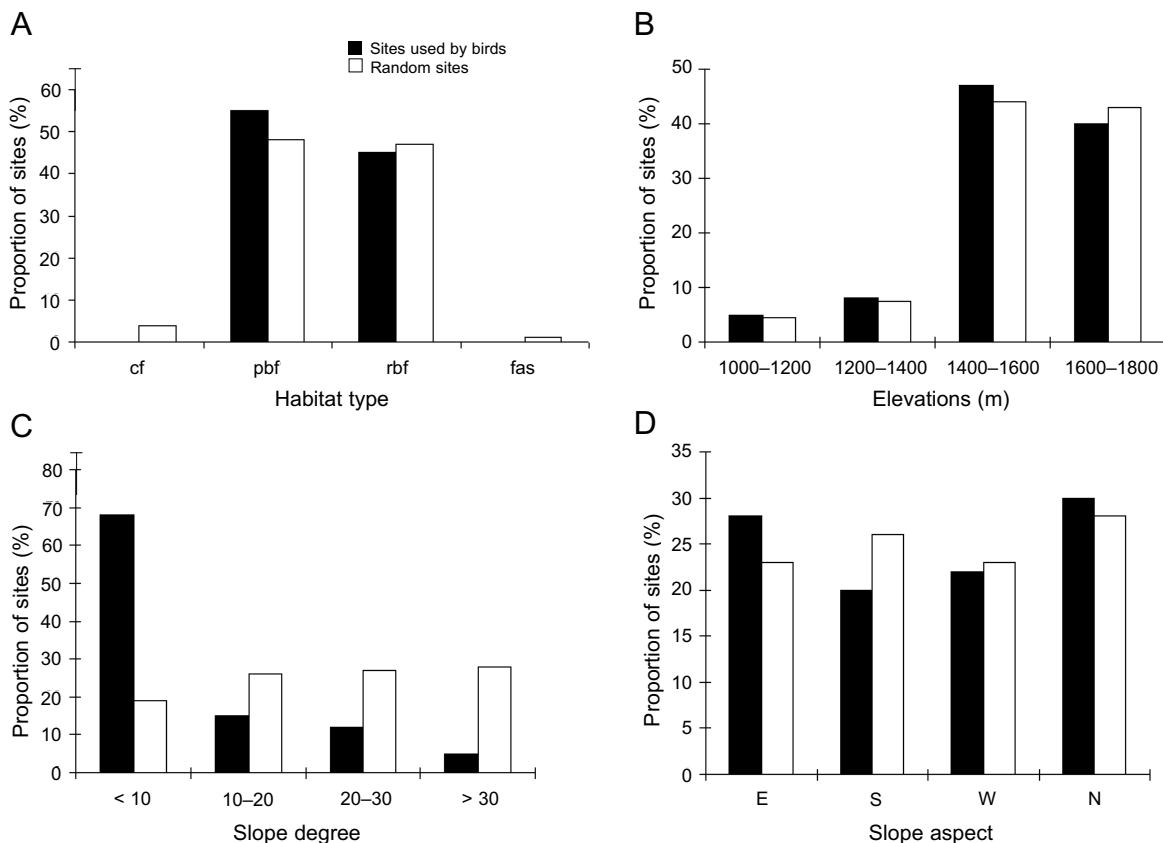 A
Sites used by birds
Random sites
Proportion of sites (%)
60
50
40
30
20
10
0
cf pbf rbf fas
Habitat type
B
Proportion of sites (%)
50
40
30
20
10
0
1000–1200 1200–1400 1400–1600 1600–1800
Elevations (m)
C
Proportion of sites (%)
80
70
60
50
40
30
20
10
0
< 10 10–20 20–30 > 30
Slope degree
D
Proportion of sites (%)
35
30
25
20
15
10
5
0
E S W N
Slope aspect